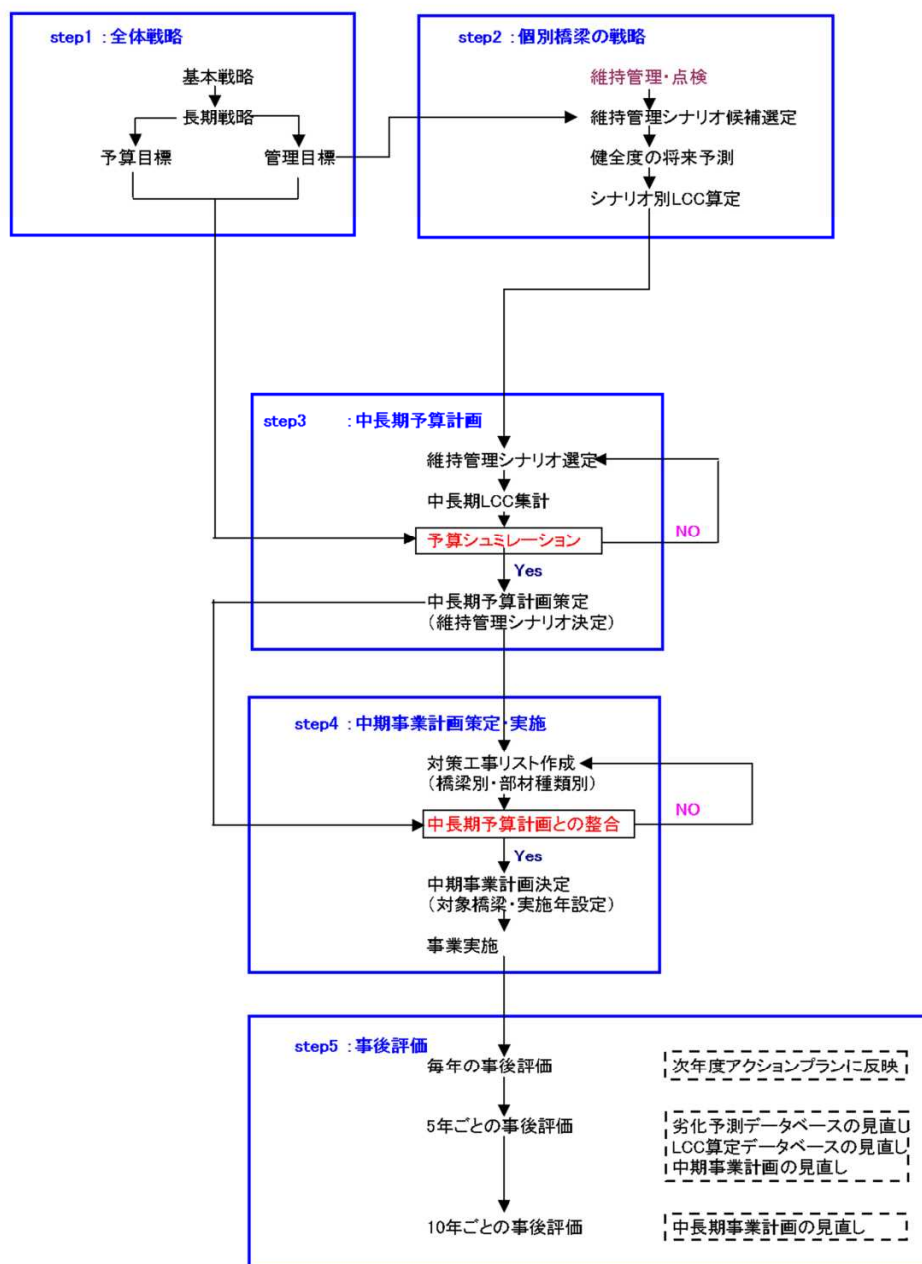 step1 :全体戦略
基本戦略
長期戦略
予算目標
管理目標
step2 :個別橋梁の戦略
維持管理・点検
維持管理シナリオ候補選定
健全度の将来予測
シナリオ別LCC算定
step3 :中長期予算計画
維持管理シナリオ選定
中長期LCC集計
予算シュミレーション
NO
Yes
中長期予算計画策定
(維持管理シナリオ決定)
step4 :中期事業計画策定・実施
対策工事リスト作成
(橋梁別・部材種類別)
中長期予算計画との整合
NO
Yes
中期事業計画決定
(対象橋梁・実施年設定)
事業実施
step5 :事後評価
毎年の事後評価
次年度アクションプランに反映
5年ごとの事後評価
劣化予測データベースの見直し
LCC算定データベースの見直し
中期事業計画の見直し
10年ごとの事後評価
中長期事業計画の見直し